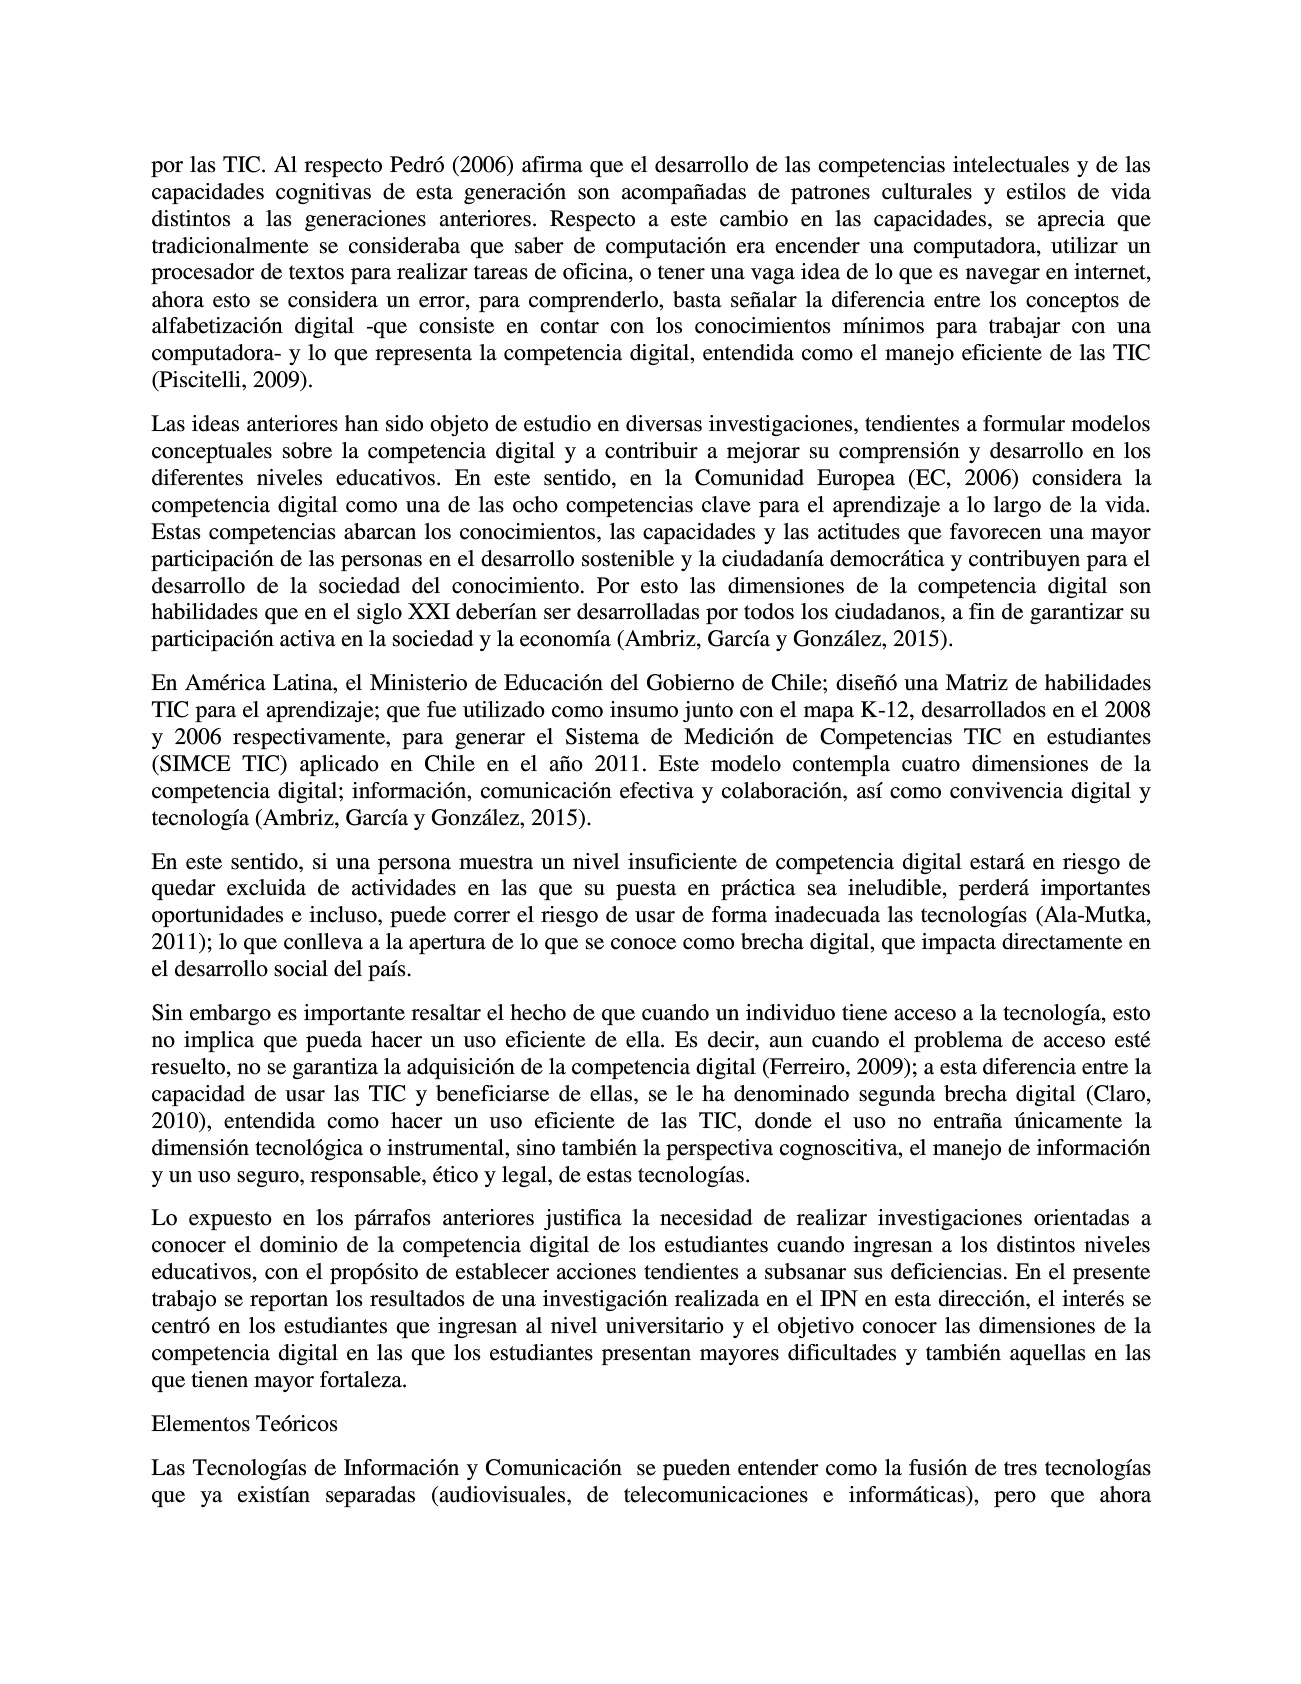 por las TIC. Al respecto Pedró (2006) afirma que el desarrollo de las competencias intelectuales y de las
capacidades cognitivas de esta generación son acompañadas de patrones culturales y estilos de vida
distintos a las generaciones anteriores. Respecto a este cambio en las capacidades, se aprecia que
tradicionalmente se consideraba que saber de computación era encender una computadora, utilizar un
procesador de textos para realizar tareas de oficina, o tener una vaga idea de lo que es navegar en internet,
ahora esto se considera un error, para comprenderlo, basta señalar la diferencia entre los conceptos de
alfabetización digital -que consiste en contar con los conocimientos mínimos para trabajar con una
computadora- y lo que representa la competencia digital, entendida como el manejo eficiente de las TIC
(Piscitelli, 2009).
Las ideas anteriores han sido objeto de estudio en diversas investigaciones, tendientes a formular modelos
conceptuales sobre la competencia digital y a contribuir a mejorar su comprensión y desarrollo en los
diferentes niveles educativos. En este sentido, en la Comunidad Europea (EC, 2006) considera la
competencia digital como una de las ocho competencias clave para el aprendizaje a lo largo de la vida.
Estas competencias abarcan los conocimientos, las capacidades y las actitudes que favorecen una mayor
participación de las personas en el desarrollo sostenible y la ciudadanía democrática y contribuyen para el
desarrollo de la sociedad del conocimiento. Por esto las dimensiones de la competencia digital son
habilidades que en el siglo XXI deberían ser desarrolladas por todos los ciudadanos, a fin de garantizar su
participación activa en la sociedad y la economía (Ambriz, García y González, 2015).
En América Latina, el Ministerio de Educación del Gobierno de Chile; diseñó una Matriz de habilidades
TIC para el aprendizaje; que fue utilizado como insumo junto con el mapa K-12, desarrollados en el 2008
y 2006 respectivamente, para generar el Sistema de Medición de Competencias TIC en estudiantes
(SIMCE TIC) aplicado en Chile en el año 2011. Este modelo contempla cuatro dimensiones de la
competencia digital; información, comunicación efectiva y colaboración, así como convivencia digital y
tecnología (Ambriz, García y González, 2015).
En este sentido, si una persona muestra un nivel insuficiente de competencia digital estará en riesgo de
quedar excluida de actividades en las que su puesta en práctica sea ineludible, perderá importantes
oportunidades e incluso, puede correr el riesgo de usar de forma inadecuada las tecnologías (Ala-Mutka,
2011); lo que conlleva a la apertura de lo que se conoce como brecha digital, que impacta directamente en
el desarrollo social del país.
Sin embargo es importante resaltar el hecho de que cuando un individuo tiene acceso a la tecnología, esto
no implica que pueda hacer un uso eficiente de ella. Es decir, aun cuando el problema de acceso esté
resuelto, no se garantiza la adquisición de la competencia digital (Ferreiro, 2009); a esta diferencia entre la
capacidad de usar las TIC y beneficiarse de ellas, se le ha denominado segunda brecha digital (Claro,
2010), entendida como hacer un uso eficiente de las TIC, donde el uso no entraña únicamente la
dimensión tecnológica o instrumental, sino también la perspectiva cognoscitiva, el manejo de información
y un uso seguro, responsable, ético y legal, de estas tecnologías.
Lo expuesto en los párrafos anteriores justifica la necesidad de realizar investigaciones orientadas a
conocer el dominio de la competencia digital de los estudiantes cuando ingresan a los distintos niveles
educativos, con el propósito de establecer acciones tendientes a subsanar sus deficiencias. En el presente
trabajo se reportan los resultados de una investigación realizada en el IPN en esta dirección, el interés se
centró en los estudiantes que ingresan al nivel universitario y el objetivo conocer las dimensiones de la
competencia digital en las que los estudiantes presentan mayores dificultades y también aquellas en las
que tienen mayor fortaleza.
Elementos Teóricos
Las Tecnologías de Información y Comunicación  se pueden entender como la fusión de tres tecnologías
que ya existían separadas (audiovisuales, de telecomunicaciones e informáticas), pero que ahora